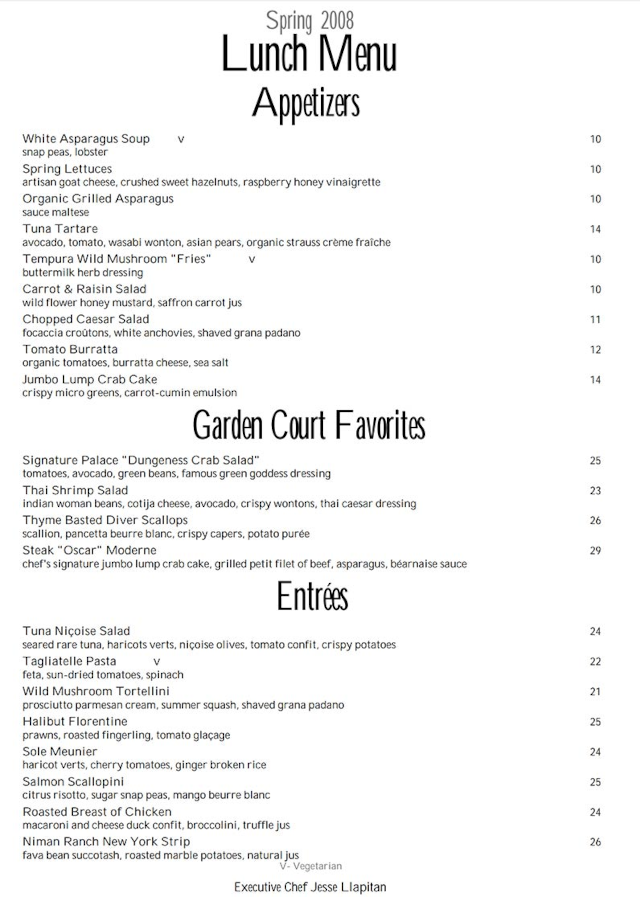 Spring 2008
Lunch Menu
Appetizers
White Asparagus Soup v 10
snap peas, lobster
Spring Lettuces 10
artisan goat cheese, crushed sweet hazelnuts, raspberry honey vinaigrette
Organic Grilled Asparagus 10
sauce maltese
Tuna Tartare 14
avocado, tomato, wasabi wonton, asian pears, organic strauss crème fraîche
Tempura Wild Mushroom "Fries" v 10
buttermilk herb dressing
Carrot & Raisin Salad 10
wild flower honey mustard, saffron carrot jus
Chopped Caesar Salad 11
focaccia croûtons, white anchovies, shaved grana padano
Tomato Burratta 12
organic tomatoes, burratta cheese, sea salt
Jumbo Lump Crab Cake 14
crispy micro greens, carrot-cumin emulsion
Garden Court Favorites
Signature Palace "Dungeness Crab Salad" 25
tomatoes, avocado, green beans, famous green goddess dressing
Thai Shrimp Salad 23
indian woman beans, cotija cheese, avocado, crispy wontons, thai caesar dressing
Thyme Basted Diver Scallops 26
scallion, pancetta beurre blanc, crispy capers, potato purée
Steak "Oscar" Moderne 29
chef's signature jumbo lump crab cake, grilled petit filet of beef, asparagus, béarnaise sauce
Entrées
Tuna Niçoise Salad 24
seared rare tuna, haricots verts, niçoise olives, tomato confit, crispy potatoes
Tagliatelle Pasta v 22
feta, sun-dried tomatoes, spinach
Wild Mushroom Tortellini 21
prosciutto parmesan cream, summer squash, shaved grana padano
Halibut Florentine 25
prawns, roasted fingerling, tomato glaçage
Sole Meunier 24
haricot verts, cherry tomatoes, ginger broken rice
Salmon Scallopini 25
citrus risotto, sugar snap peas, mango beurre blanc
Roasted Breast of Chicken 24
macaroni and cheese duck confit, broccolini, truffle jus
Niman Ranch New York Strip 26
fava bean succotash, roasted marble potatoes, natural jus
V- Vegetarian
Executive Chef Jesse Llapitan